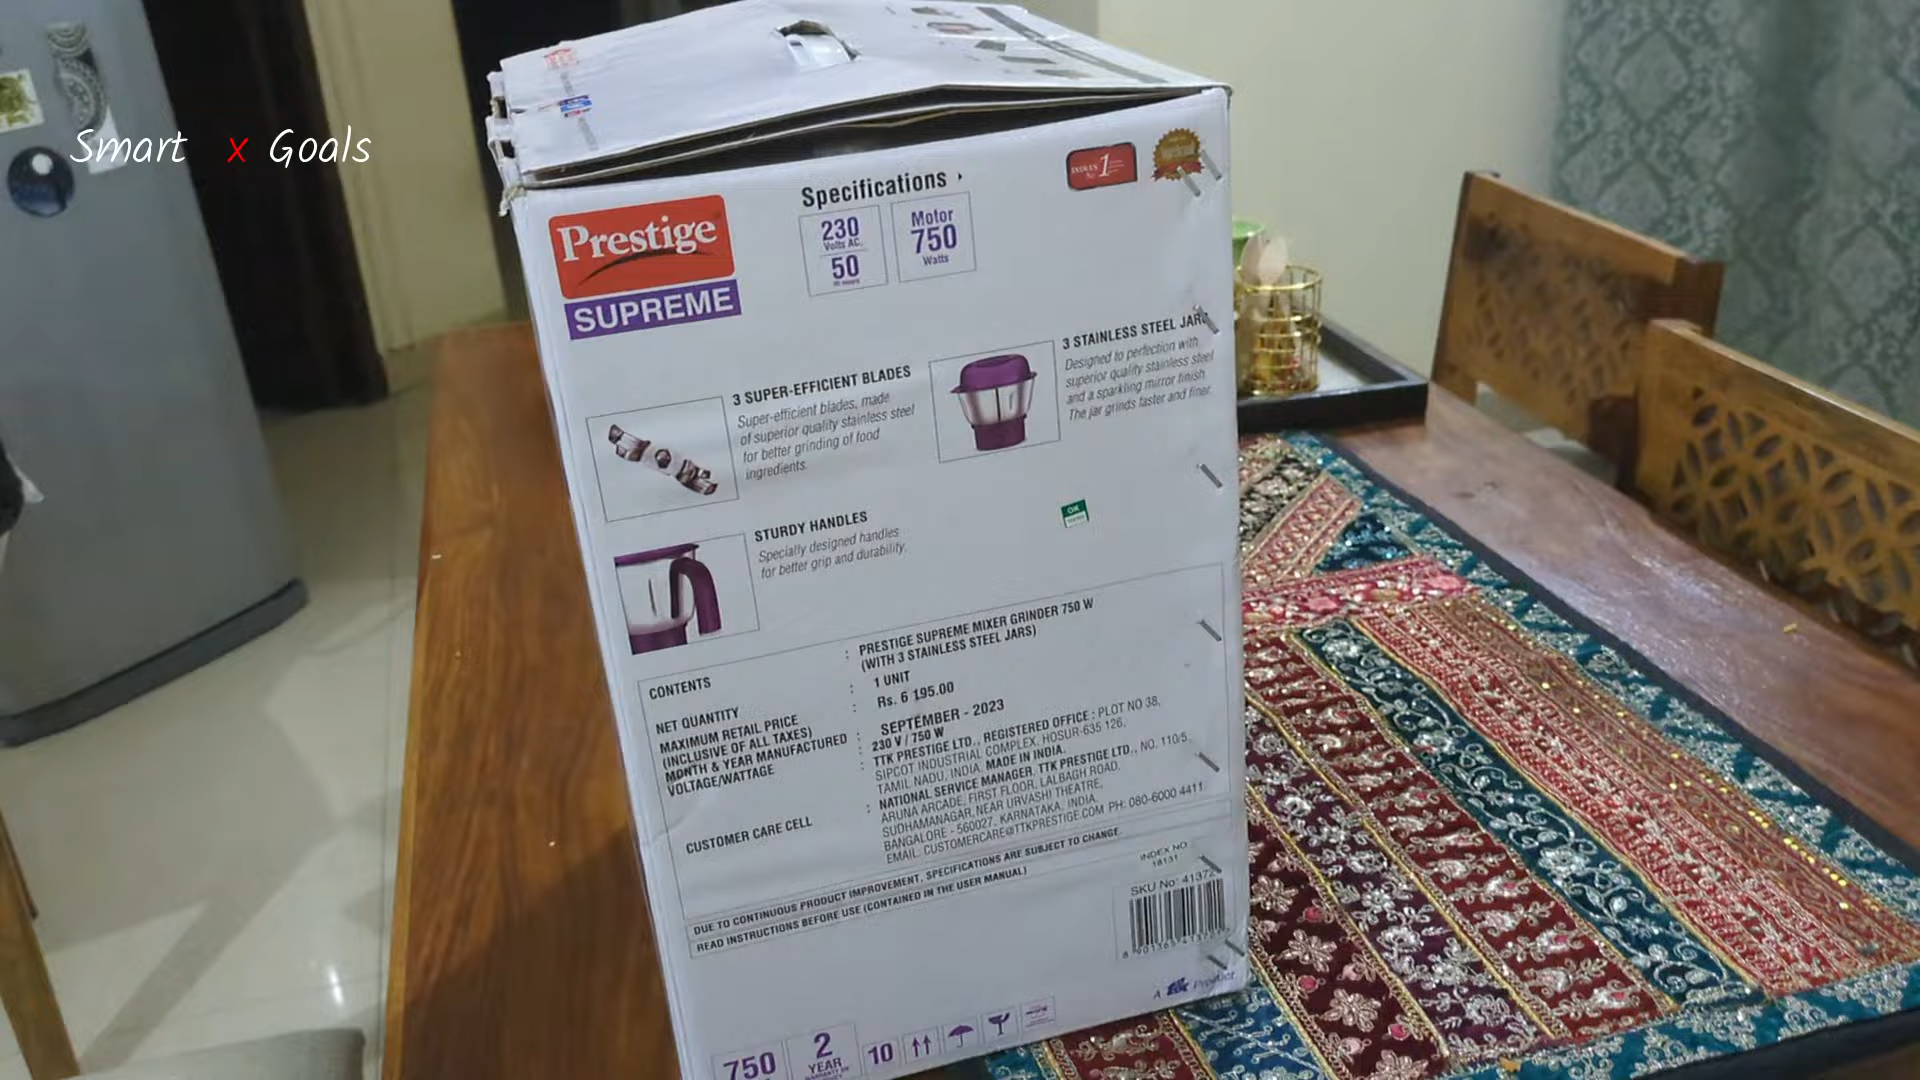 Smart x Goals
Prestige
SUPREME
Specifications
230
Volts AC,
50
Motor
750
Watts
INDIA'S
No 1
3 SUPER-EFFICIENT BLADES
Super-efficient blades, made
of superior quality stainless steel
for better grinding of food
ingredients.
3 STAINLESS STEEL JARS
Designed to perfection with
superior quality stainless steel
and a sparkling mirror finish.
The jar grinds faster and finer.
STURDY HANDLES
Specially designed handles
for better grip and durability.
OK
TESTED
CONTENTS : PRESTIGE SUPREME MIXER GRINDER 750 W
(WITH 3 STAINLESS STEEL JARS)
NET QUANTITY : 1 UNIT
MAXIMUM RETAIL PRICE : Rs. 6 195.00
(INCLUSIVE OF ALL TAXES)
MONTH & YEAR MANUFACTURED : SEPTEMBER - 2023
VOLTAGE/WATTAGE : 230 V / 750 W
: TTK PRESTIGE LTD., REGISTERED OFFICE : PLOT NO 38,
SIPCOT INDUSTRIAL COMPLEX, HOSUR-635 126.
TAMIL NADU, INDIA. MADE IN INDIA.
CUSTOMER CARE CELL : NATIONAL SERVICE MANAGER, TTK PRESTIGE LTD., NO. 110/5,
ARUNA ARCADE, FIRST FLOOR, LALBAGH ROAD,
SUDHAMANAGAR, NEAR URVASHI THEATRE,
BANGALORE - 560027, KARNATAKA, INDIA.
EMAIL. CUSTOMERCARE@TTKPRESTIGE.COM PH: 080-6000 4411
DUE TO CONTINUOUS PRODUCT IMPROVEMENT, SPECIFICATIONS ARE SUBJECT TO CHANGE.
READ INSTRUCTIONS BEFORE USE (CONTAINED IN THE USER MANUAL)
INDEX NO
18131
SKU No: 41372
A ttk Product
750
2
YEAR
10